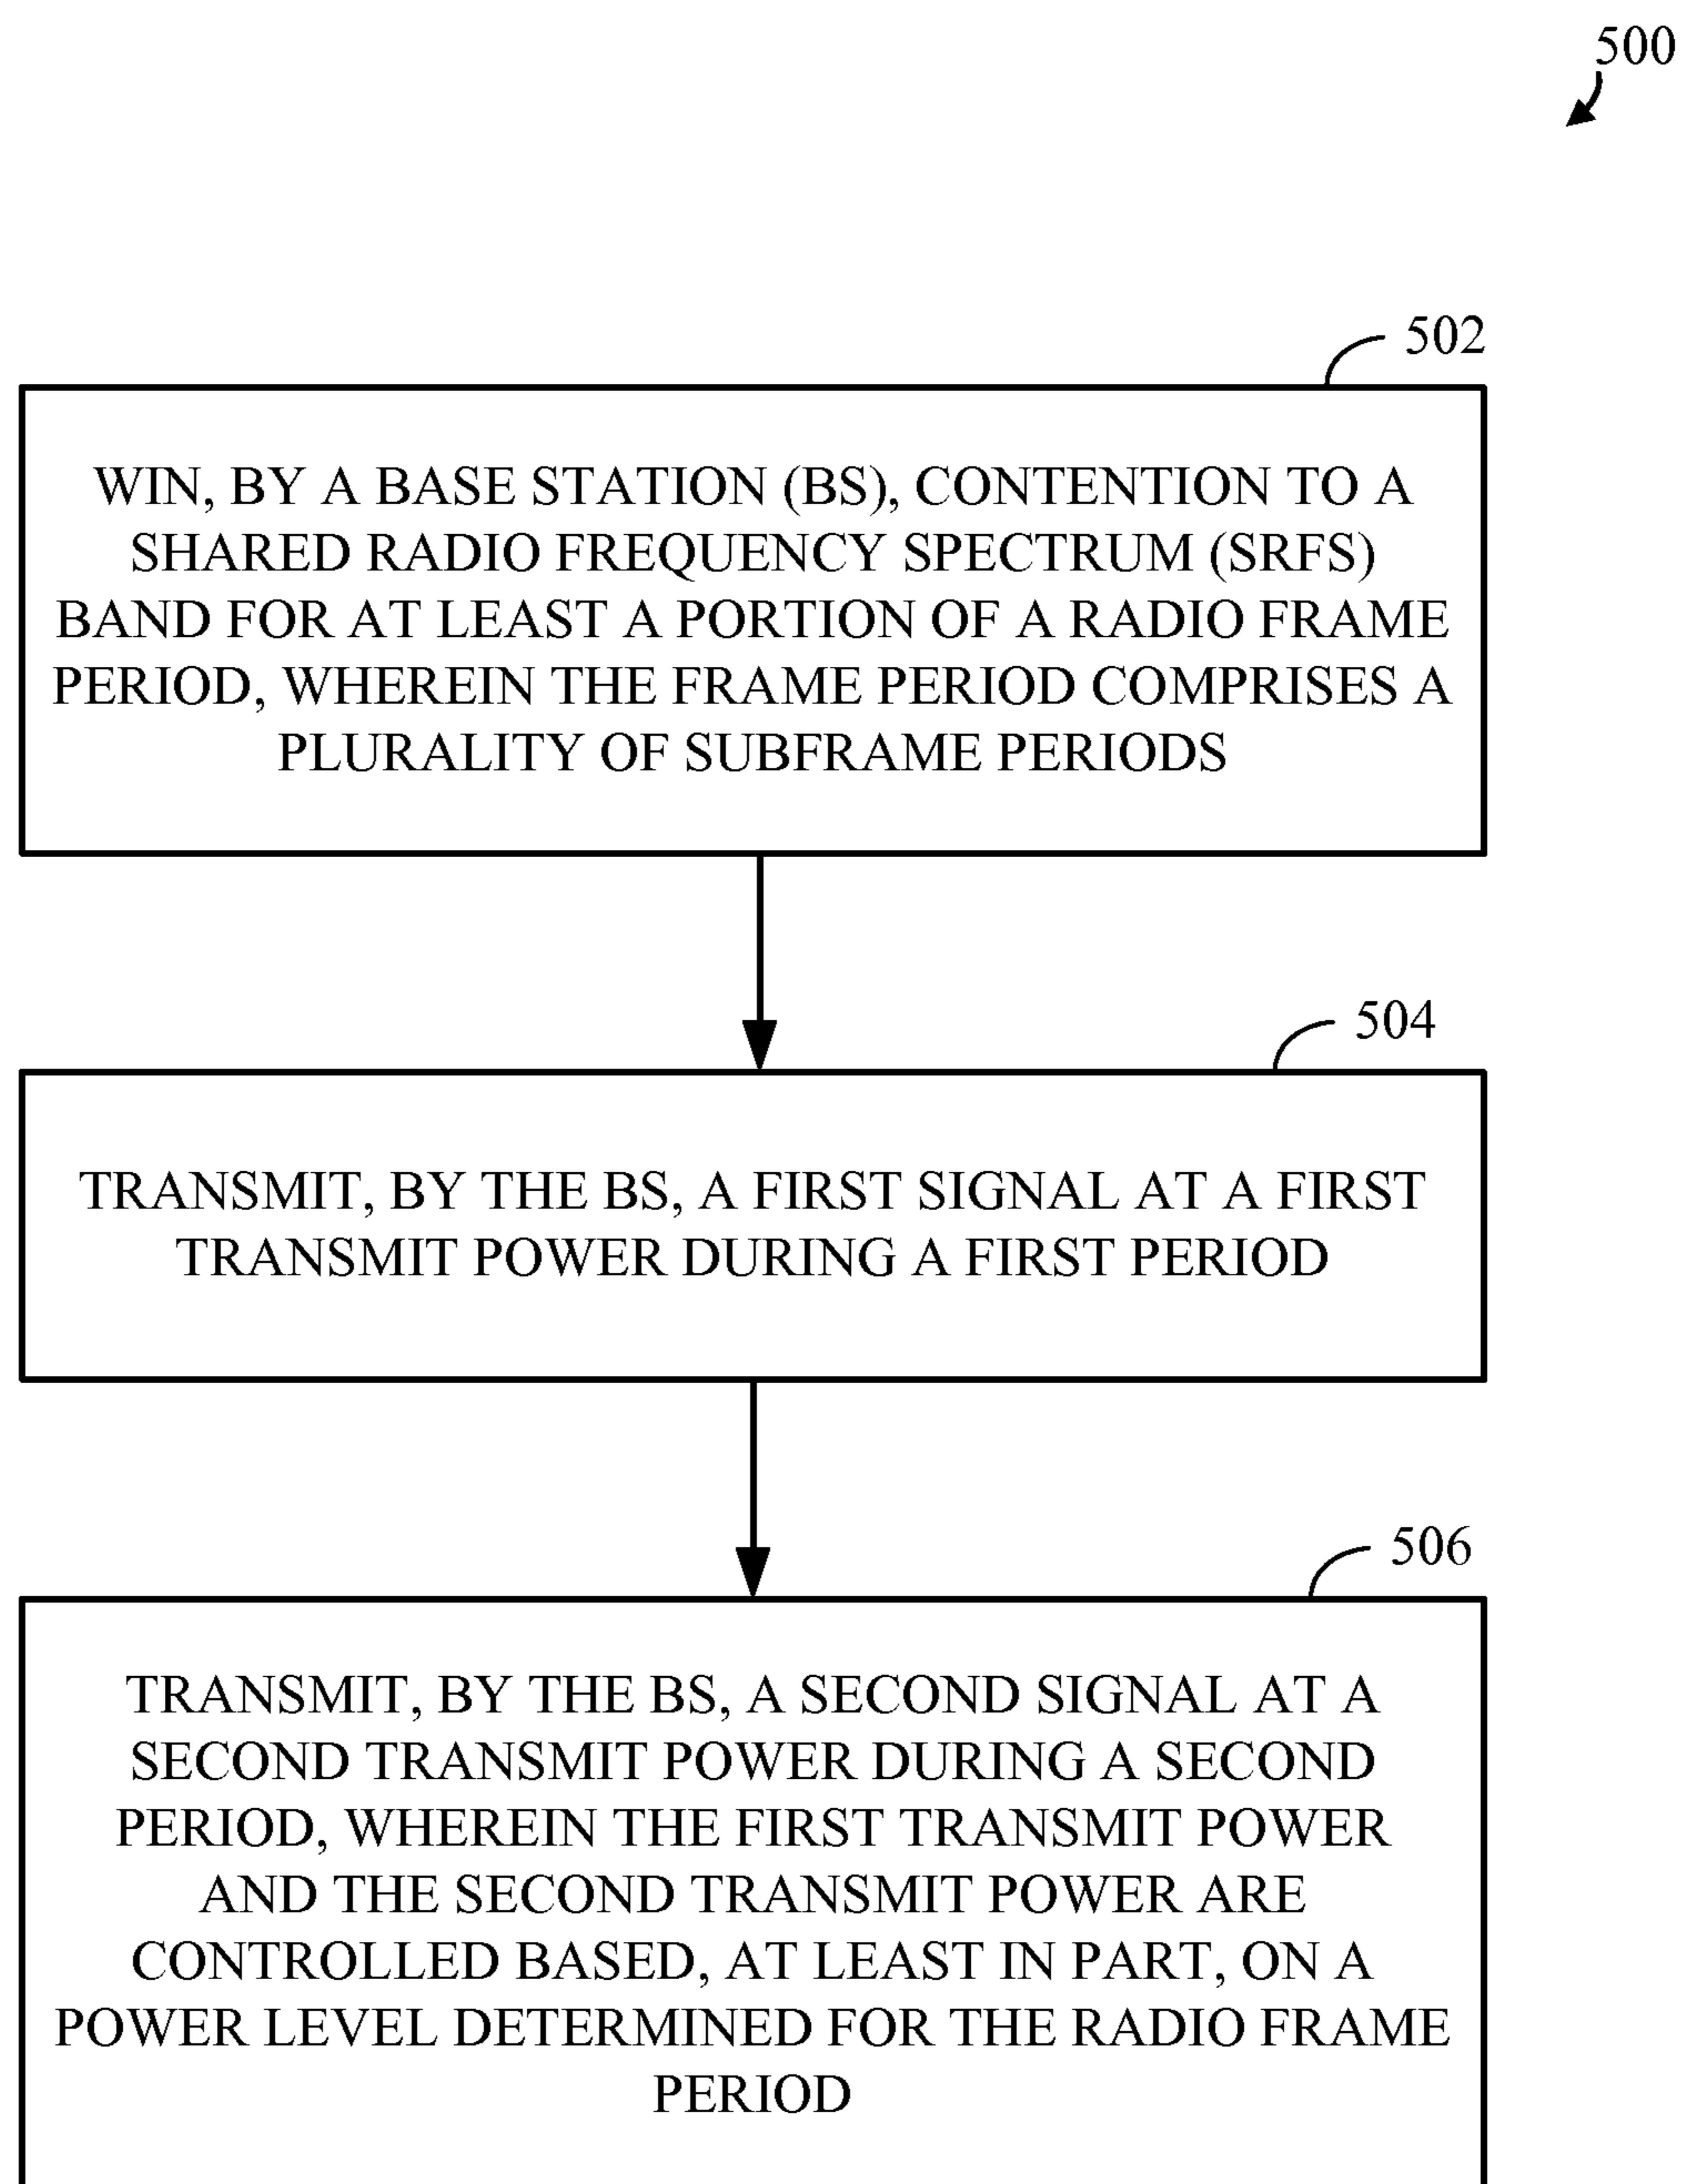 500
502
WIN, BY A BASE STATION (BS), CONTENTION TO A
SHARED RADIO FREQUENCY SPECTRUM (SRFS)
BAND FOR AT LEAST A PORTION OF A RADIO FRAME
PERIOD, WHEREIN THE FRAME PERIOD COMPRISES A
PLURALITY OF SUBFRAME PERIODS
504
TRANSMIT, BY THE BS, A FIRST SIGNAL AT A FIRST
TRANSMIT POWER DURING A FIRST PERIOD
506
TRANSMIT, BY THE BS, A SECOND SIGNAL AT A
SECOND TRANSMIT POWER DURING A SECOND
PERIOD, WHEREIN THE FIRST TRANSMIT POWER
AND THE SECOND TRANSMIT POWER ARE
CONTROLLED BASED, AT LEAST IN PART, ON A
POWER LEVEL DETERMINED FOR THE RADIO FRAME
PERIOD